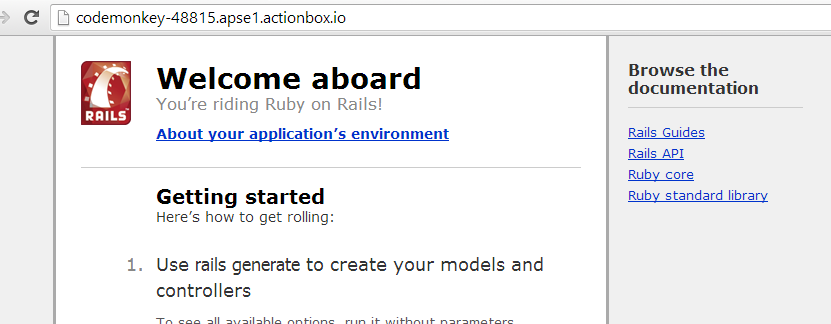 codemonkey-48815.apse1.actionbox.io
RAILS
Welcome aboard
You’re riding Ruby on Rails!
About your application’s environment
Getting started
Here’s how to get rolling:
1. Use rails generate to create your models and
controllers
To see all available options, run it without parameters.
Browse the
documentation
Rails Guides
Rails API
Ruby core
Ruby standard library